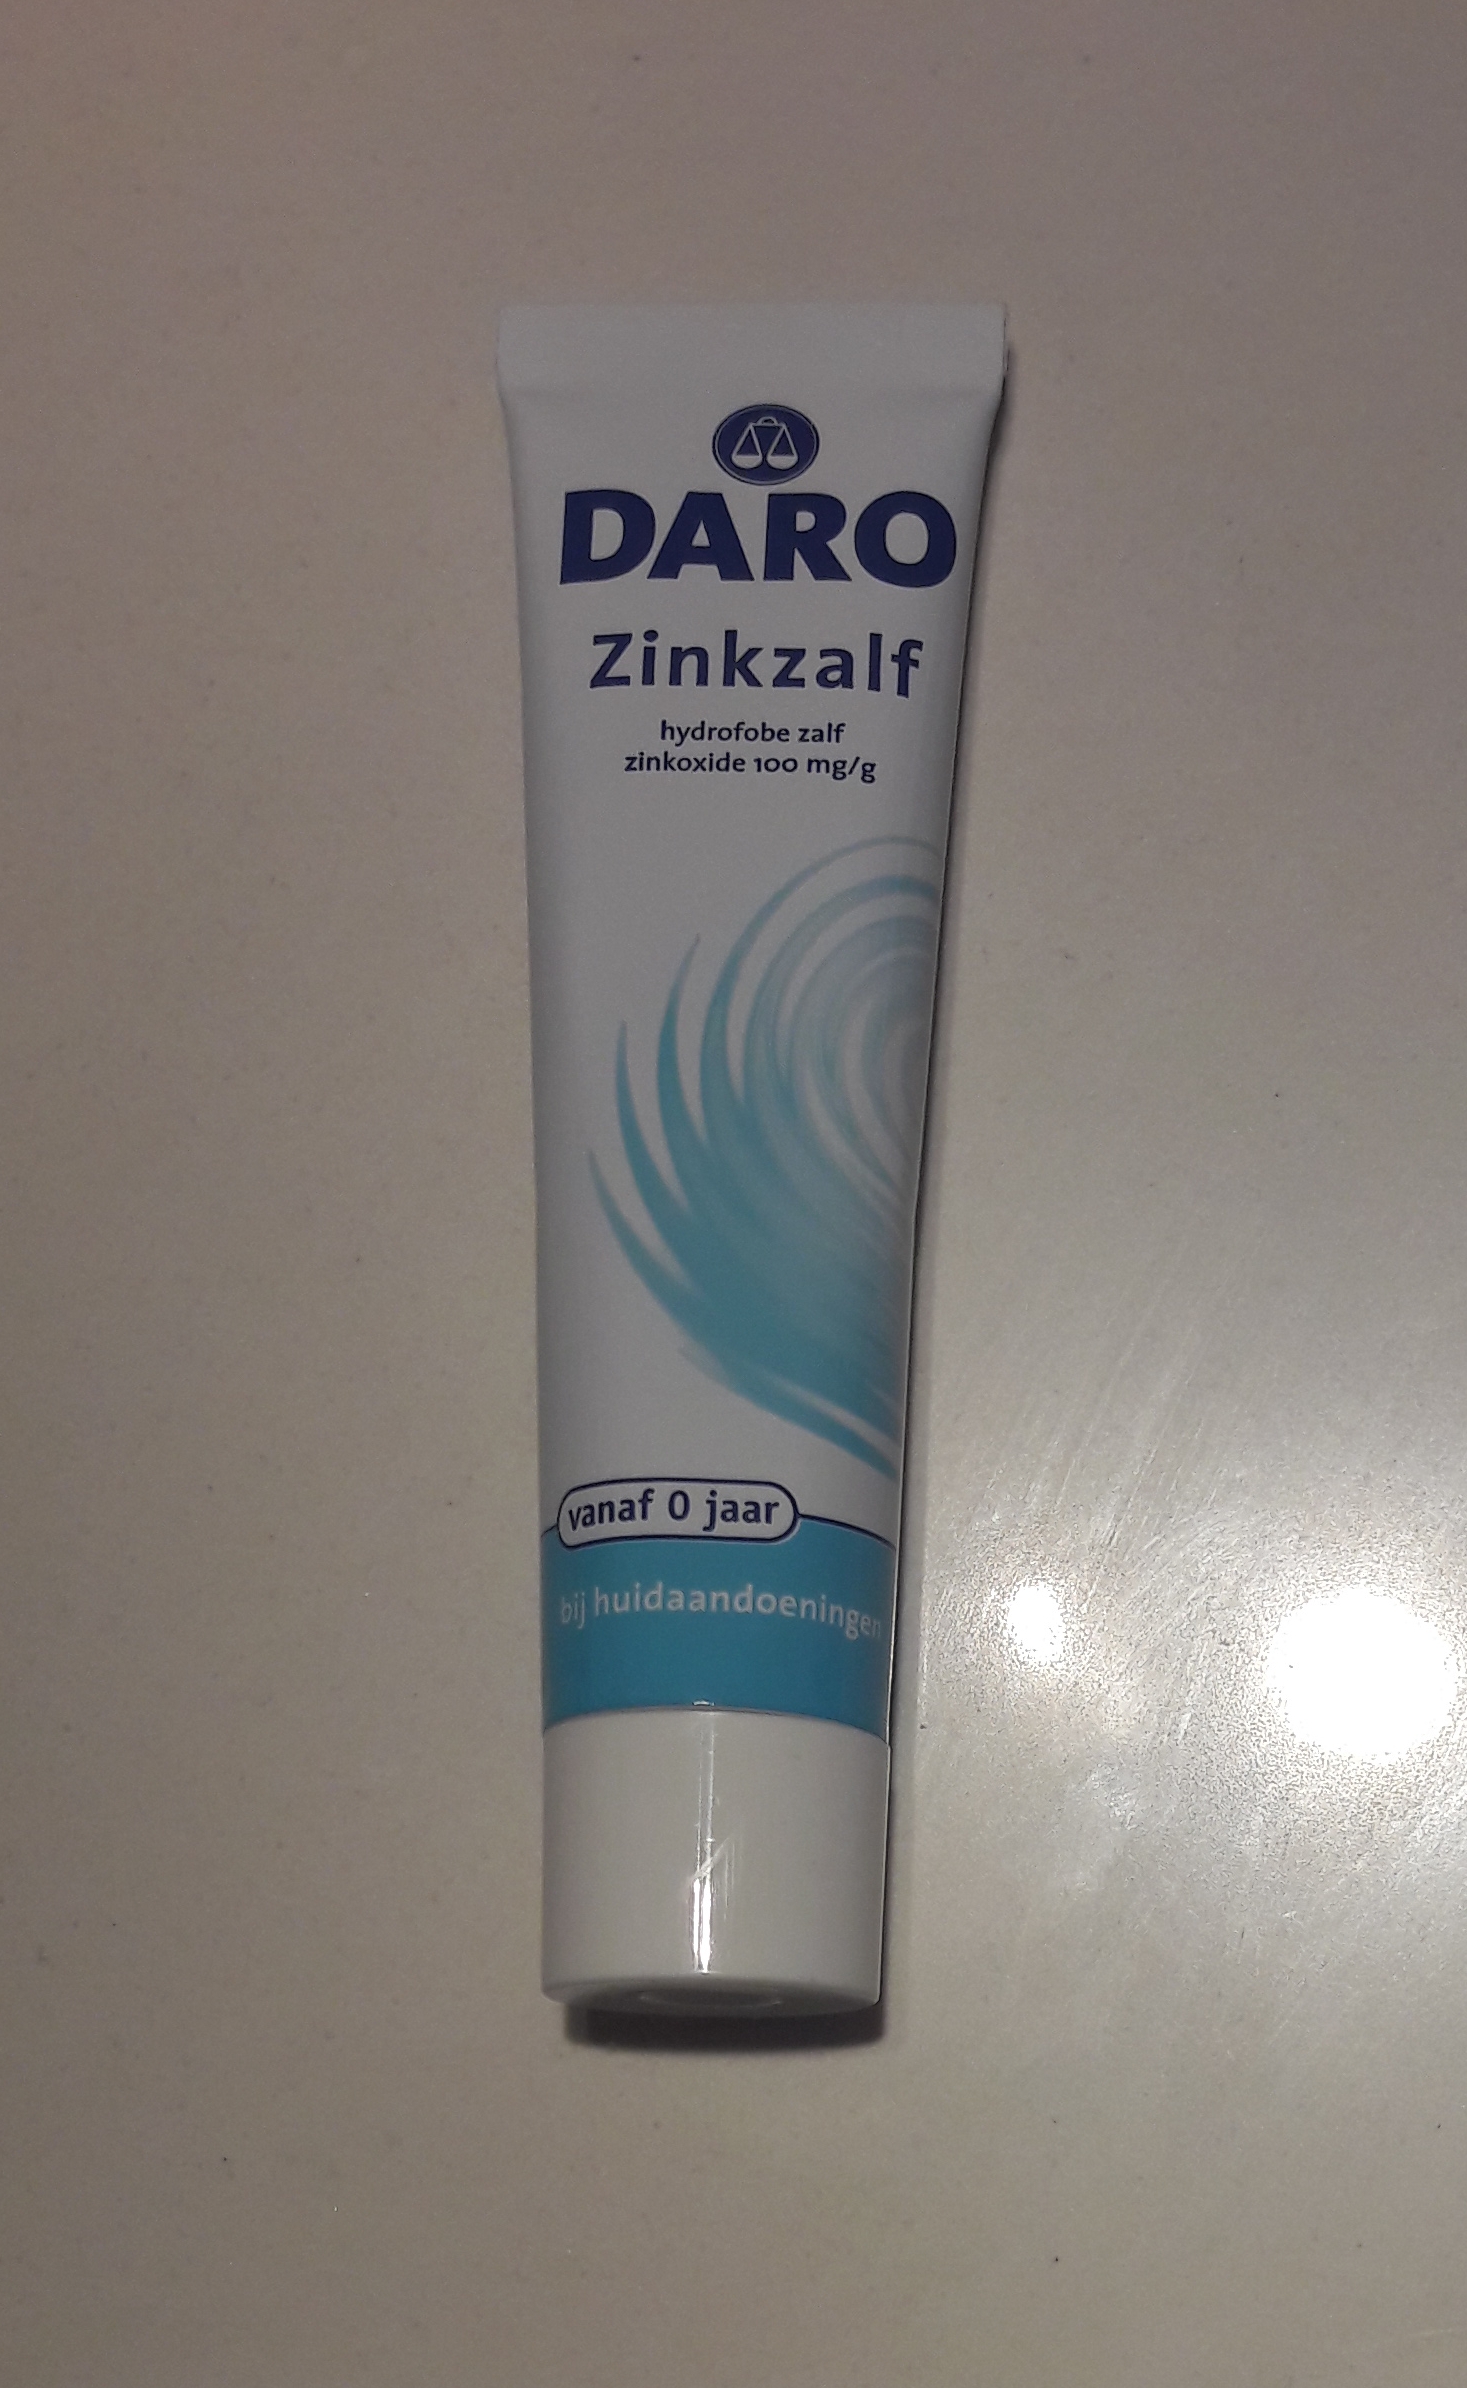 DARO
Zinkzalf
hydrofobe zalf
zinkoxide 100 mg/g
vanaf 0 jaar
bij huidaandoeningen